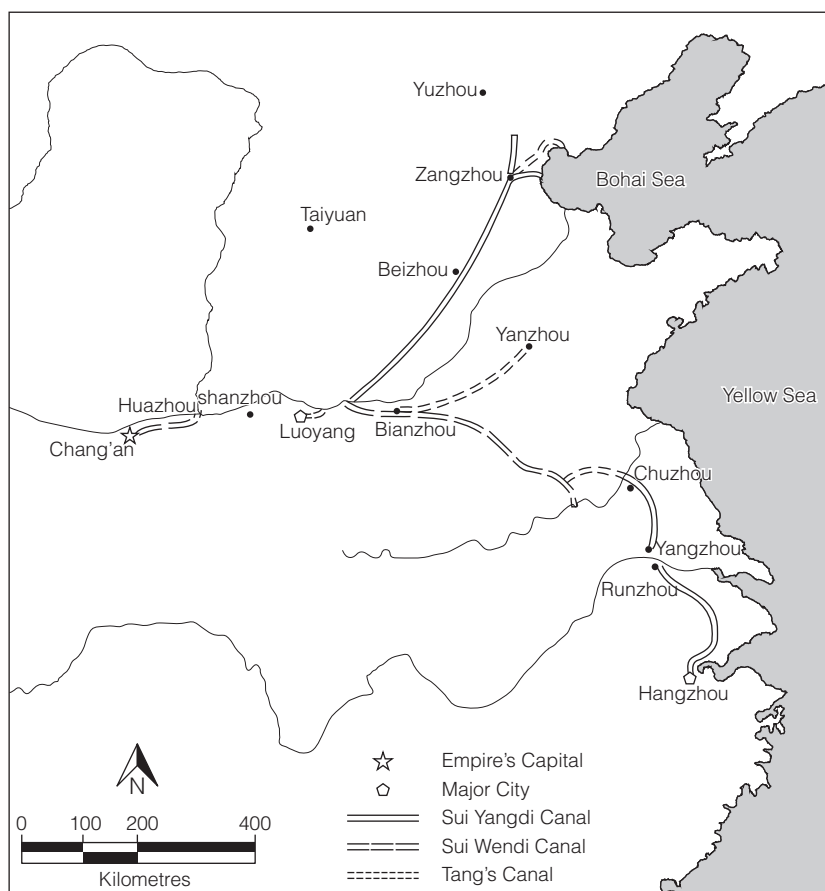 Yuzhou
Zangzhou
Bohai Sea
Taiyuan
Beizhou
Yanzhou
Yellow Sea
Huazhou
shanzhou
Chang'an
Luoyang
Bianzhou
Chuzhou
Yangzhou
Runzhou
Hangzhou
N
0 100 200 400
Kilometres
Empire's Capital
Major City
Sui Yangdi Canal
Sui Wendi Canal
Tang's Canal